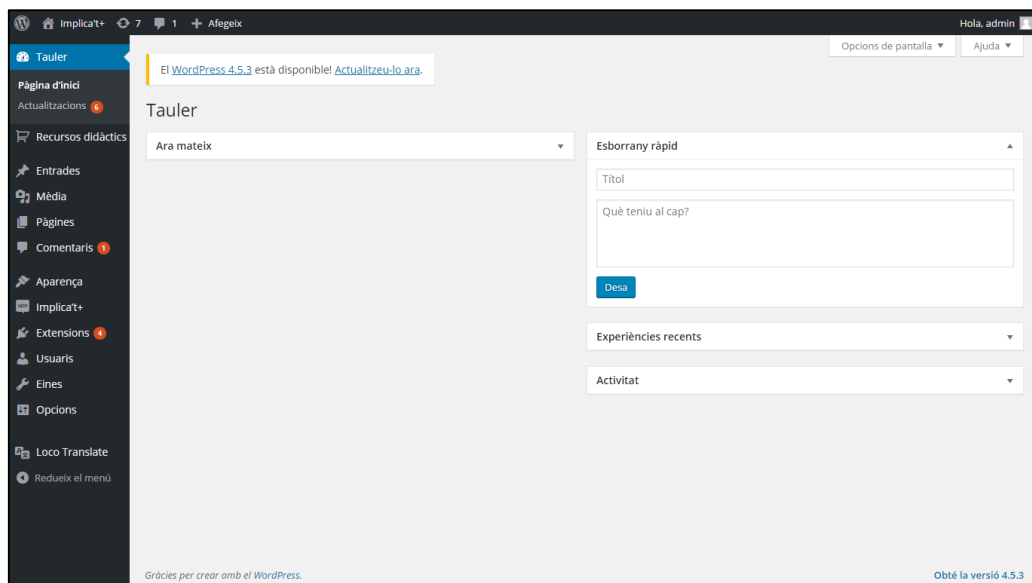 Implica't+ 7 1 + Afegeix Hola, admin
Tauler
Pàgina d'inici
Actualitzacions 6
Recursos didàctics
Entrades
Mèdia
Pàgines
Comentaris 1
Aparença
Implica't+
Extensions 4
Usuaris
Eines
Opcions
Loco Translate
Redueix el menú
Opcions de pantalla ▼ Ajuda ▼
El WordPress 4.5.3 està disponible! Actualitzeu-lo ara.
Tauler
Ara mateix
Esborrany ràpid
Títol
Què teniu al cap?
Desa
Experiències recents
Activitat
Gràcies per crear amb el WordPress. Obté la versió 4.5.3